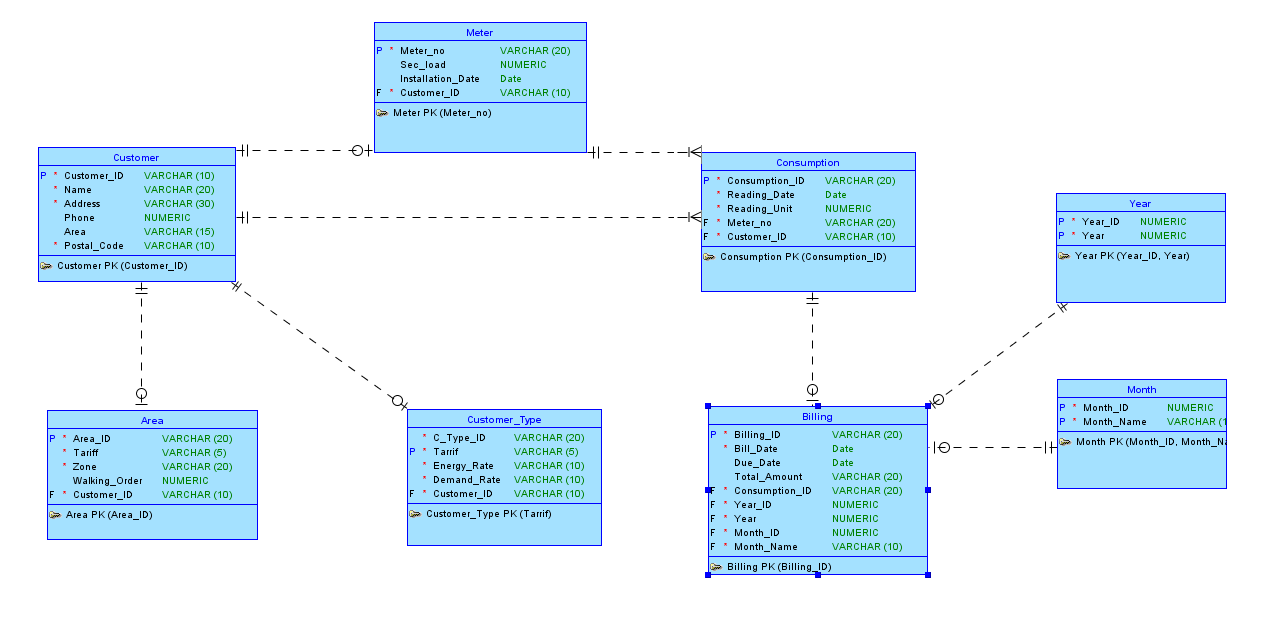 Meter
P * Meter_no VARCHAR (20)
Sec_load NUMERIC
Installation_Date Date
F * Customer_ID VARCHAR (10)
Meter PK (Meter_no)
Customer
P * Customer_ID VARCHAR (10)
* Name VARCHAR (20)
* Address VARCHAR (30)
Phone NUMERIC
Area VARCHAR (15)
* Postal_Code VARCHAR (10)
Customer PK (Customer_ID)
Consumption
P * Consumption_ID VARCHAR (20)
* Reading_Date Date
* Reading_Unit NUMERIC
F * Meter_no VARCHAR (20)
F * Customer_ID VARCHAR (10)
Consumption PK (Consumption_ID)
Year
P * Year_ID NUMERIC
P * Year NUMERIC
Year PK (Year_ID, Year)
Area
P * Area_ID VARCHAR (20)
* Tariff VARCHAR (5)
* Zone VARCHAR (20)
Walking_Order NUMERIC
F * Customer_ID VARCHAR (10)
Area PK (Area_ID)
Customer_Type
* C_Type_ID VARCHAR (20)
P * Tarrif VARCHAR (5)
* Energy_Rate VARCHAR (10)
* Demand_Rate VARCHAR (10)
F * Customer_ID VARCHAR (10)
Customer_Type PK (Tarrif)
Billing
P * Billing_ID VARCHAR (20)
* Bill_Date Date
Due_Date Date
Total_Amount VARCHAR (20)
F * Consumption_ID VARCHAR (20)
F * Year_ID NUMERIC
F * Year NUMERIC
F * Month_ID NUMERIC
F * Month_Name VARCHAR (10)
Billing PK (Billing_ID)
Month
P * Month_ID NUMERIC
P * Month_Name VARCHAR (1
Month PK (Month_ID, Month_Na